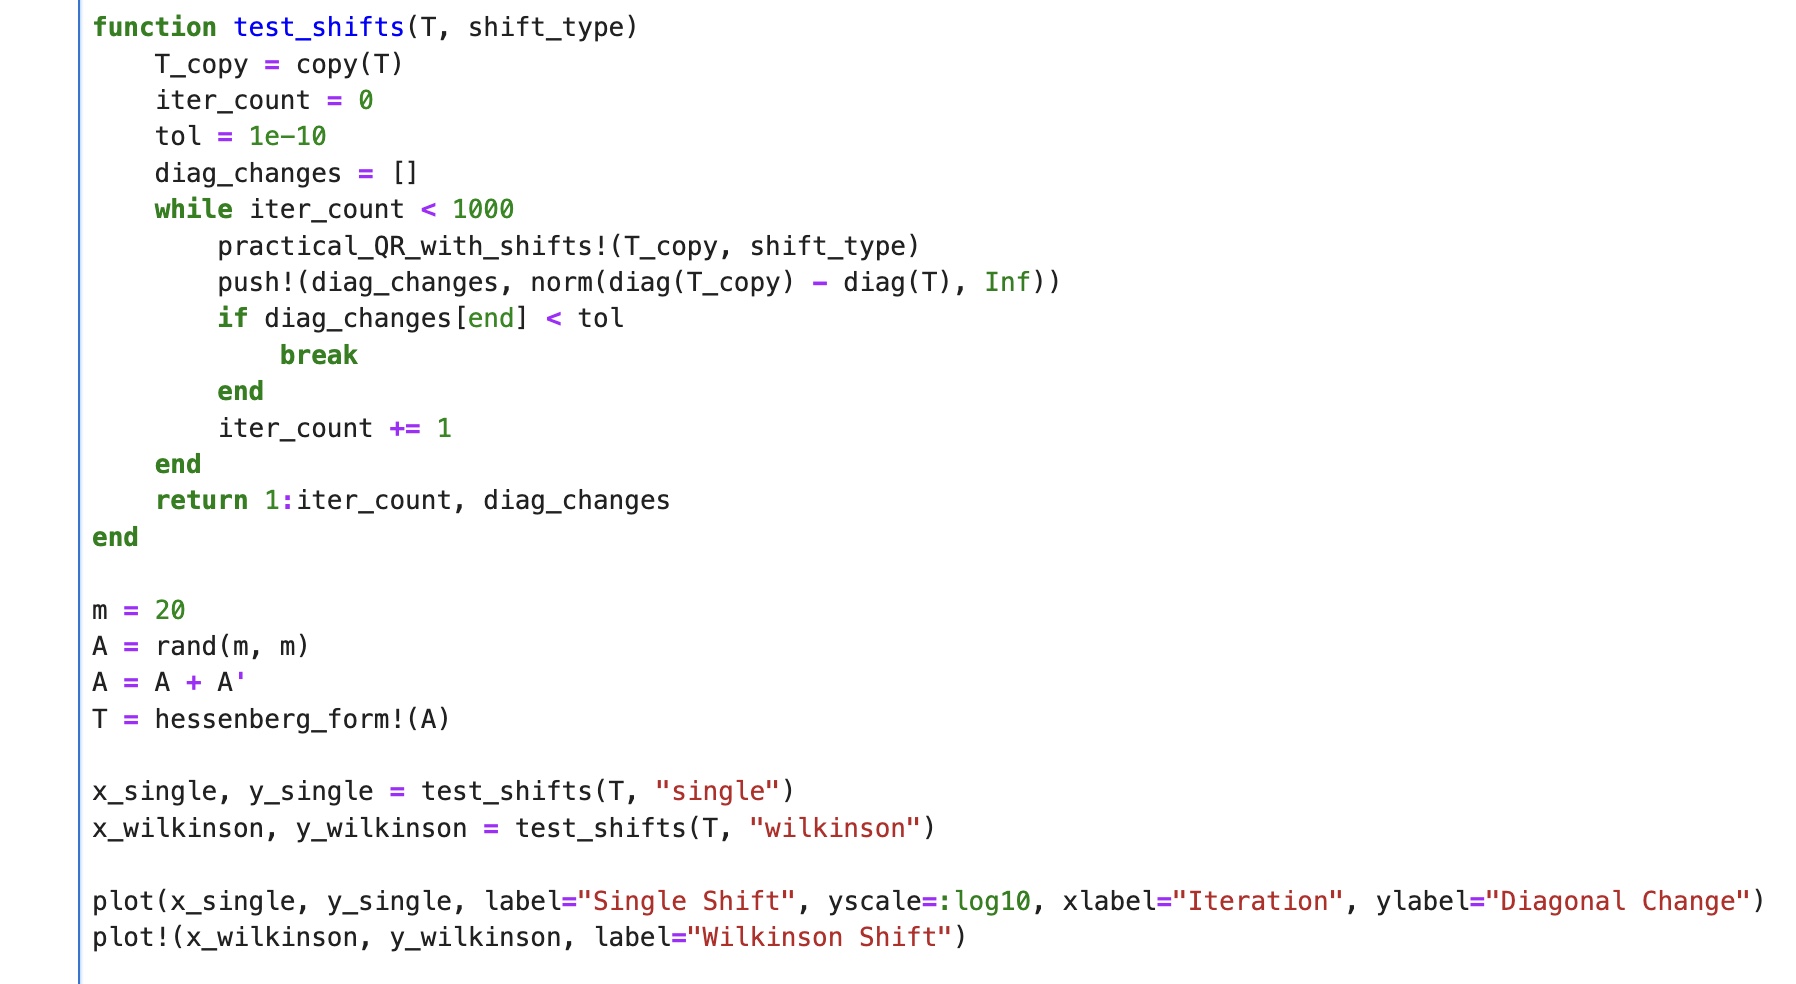 function test_shifts(T, shift_type)
    T_copy = copy(T)
    iter_count = 0
    tol = 1e-10
    diag_changes = []
    while iter_count < 1000
        practical_QR_with_shifts!(T_copy, shift_type)
        push!(diag_changes, norm(diag(T_copy) - diag(T), Inf))
        if diag_changes[end] < tol
            break
        end
        iter_count += 1
    end
    return 1:iter_count, diag_changes
end

m = 20
A = rand(m, m)
A = A + A'
T = hessenberg_form!(A)

x_single, y_single = test_shifts(T, "single")
x_wilkinson, y_wilkinson = test_shifts(T, "wilkinson")

plot(x_single, y_single, label="Single Shift", yscale=:log10, xlabel="Iteration", ylabel="Diagonal Change")
plot!(x_wilkinson, y_wilkinson, label="Wilkinson Shift")